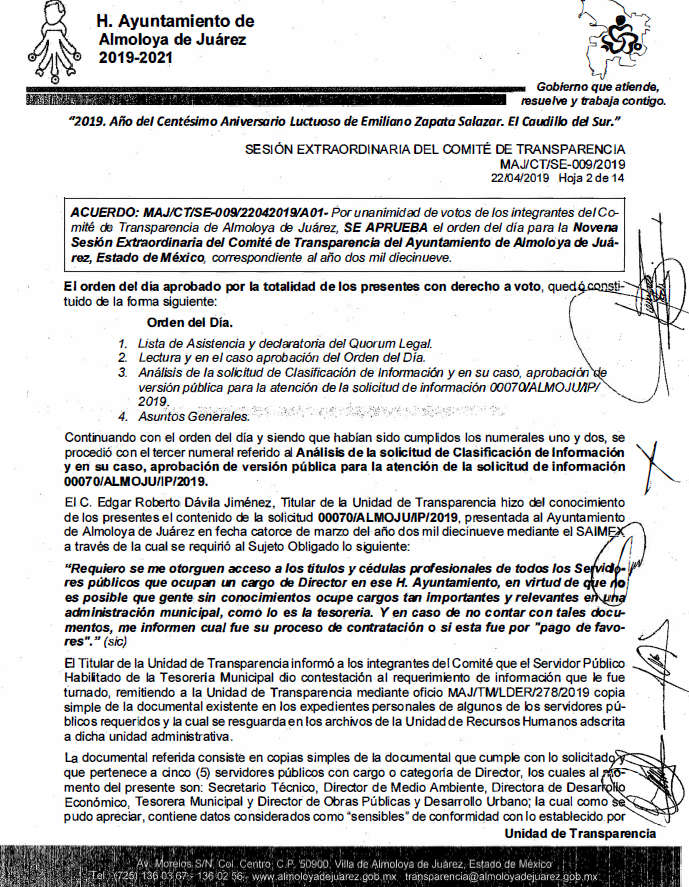 H. Ayuntamiento de
Almoloya de Juárez
2019-2021
Gobierno que atiende,
resuelve y trabaja contigo.
"2019. Año del Centésimo Aniversario Luctuoso de Emiliano Zapata Salazar. El Caudillo del Sur."
SESIÓN EXTRAORDINARIA DEL COMITÉ DE TRANSPARENCIA
MAJ/CT/SE-009/2019
22/04/2019 Hoja 2 de 14
ACUERDO: MAJ/CT/SE-009/22042019/A01- Por unanimidad de votos de los integrantes del Co-
mité de Transparencia de Almoloya de Juárez, SE APRUEBA el orden del día para la Novena
Sesión Extraordinaria del Comité de Transparencia del Ayuntamiento de Almoloya de Juá-
rez, Estado de México, correspondiente al año dos mil diecinueve.
El orden del día aprobado por la totalidad de los presentes con derecho a voto, quedó consti-
tuido de la forma siguiente:
Orden del Día.
1. Lista de Asistencia y declaratoria del Quorum Legal.
2. Lectura y en el caso aprobación del Orden del Día.
3. Análisis de la solicitud de Clasificación de Información y en su caso, aprobación de
versión pública para la atención de la solicitud de información 00070/ALMOJU/IP/
2019.
4. Asuntos Generales.
Continuando con el orden del día y siendo que habían sido cumplidos los numerales uno y dos, se
procedió con el tercer numeral referido al Análisis de la solicitud de Clasificación de Información
y en su caso, aprobación de versión pública para la atención de la solicitud de información
00070/ALMOJU/IP/2019.
El C. Edgar Roberto Dávila Jiménez, Titular de la Unidad de Transparencia hizo del conocimiento
de los presentes el contenido de la solicitud 00070/ALMOJU/IP/2019, presentada al Ayuntamiento
de Almoloya de Juárez en fecha catorce de marzo del año dos mil diecinueve mediante el SAIMEX
a través de la cual se requirió al Sujeto Obligado lo siguiente:
"Requiero se me otorguen acceso a los títulos y cédulas profesionales de todos los Servido-
res públicos que ocupan un cargo de Director en ese H. Ayuntamiento, en virtud de que no
es posible que gente sin conocimientos ocupe cargos tan importantes y relevantes en una
administración municipal, como lo es la tesorería. Y en caso de no contar con tales docu-
mentos, me informen cual fue su proceso de contratación o si esta fue por "pago de favo-
res"." (sic)
El Titular de la Unidad de Transparencia informó a los integrantes del Comité que el Servidor Público
Habilitado de la Tesorería Municipal dio contestación al requerimiento de información que le fue
turnado, remitiendo a la Unidad de Transparencia mediante oficio MAJ/TM/LDER/278/2019 copia
simple de la documental existente en los expedientes personales de algunos de los servidores pú-
blicos requeridos y la cual se resguarda en los archivos de la Unidad de Recursos Humanos adscrita
a dicha unidad administrativa.
La documental referida consiste en copias simples de la documental que cumple con lo solicitado y
que pertenece a cinco (5) servidores públicos con cargo o categoría de Director, los cuales al mo-
mento del presente son: Secretario Técnico, Director de Medio Ambiente, Directora de Desarrollo
Económico, Tesorera Municipal y Director de Obras Públicas y Desarrollo Urbano; la cual como se
pudo apreciar, contiene datos considerados como "sensibles" de conformidad con lo establecido por
Unidad de Transparencia
Av. Morelos S/N, Col. Centro, C.P. 50900, Villa de Almoloya de Juárez, Estado de México
Tel.: (725) 136 03 67 - 136 02 56 - www.almoloyadejuarez.gob.mx transparencia@almoloyadejuarez.gob.mx